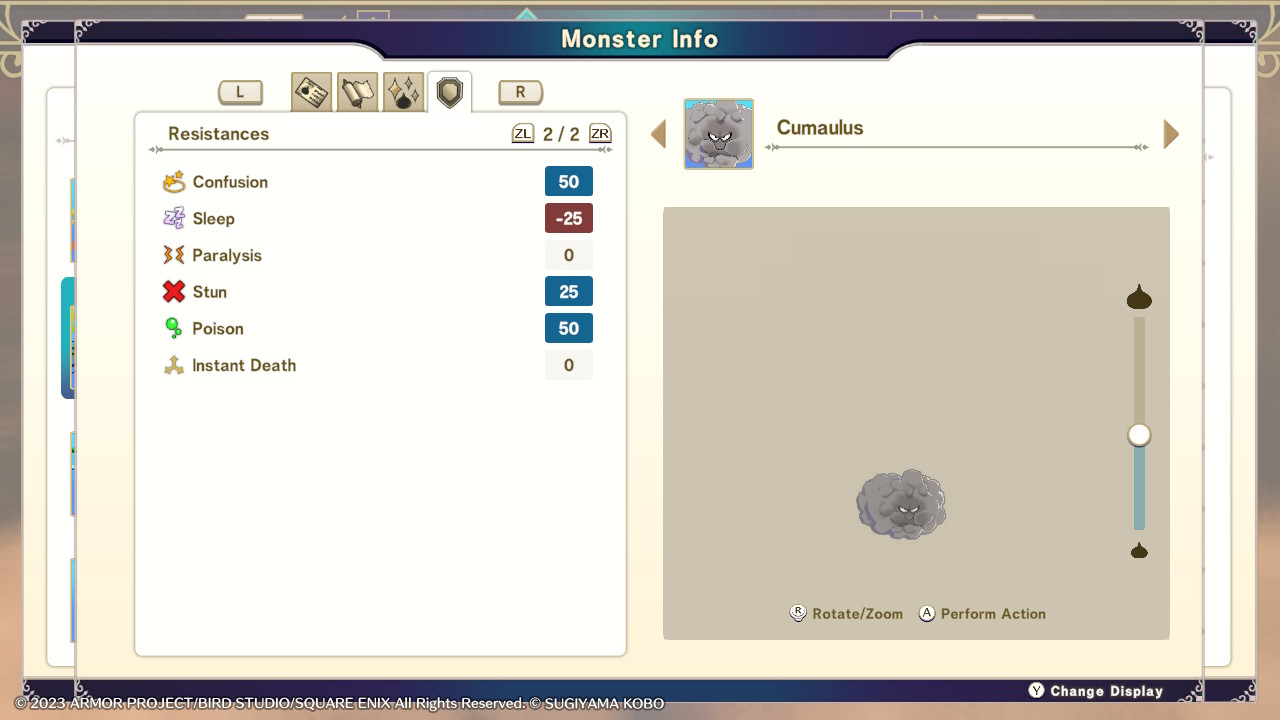 Monster Info
L
R
Resistances
ZL 2 / 2 ZR
Confusion 50
Sleep -25
Paralysis 0
Stun 25
Poison 50
Instant Death 0
Cumaulus
R Rotate/Zoom A Perform Action
Y Change Display
© 2023 ARMOR PROJECT/BIRD STUDIO/SQUARE ENIX All Rights Reserved. © SUGIYAMA KOBO